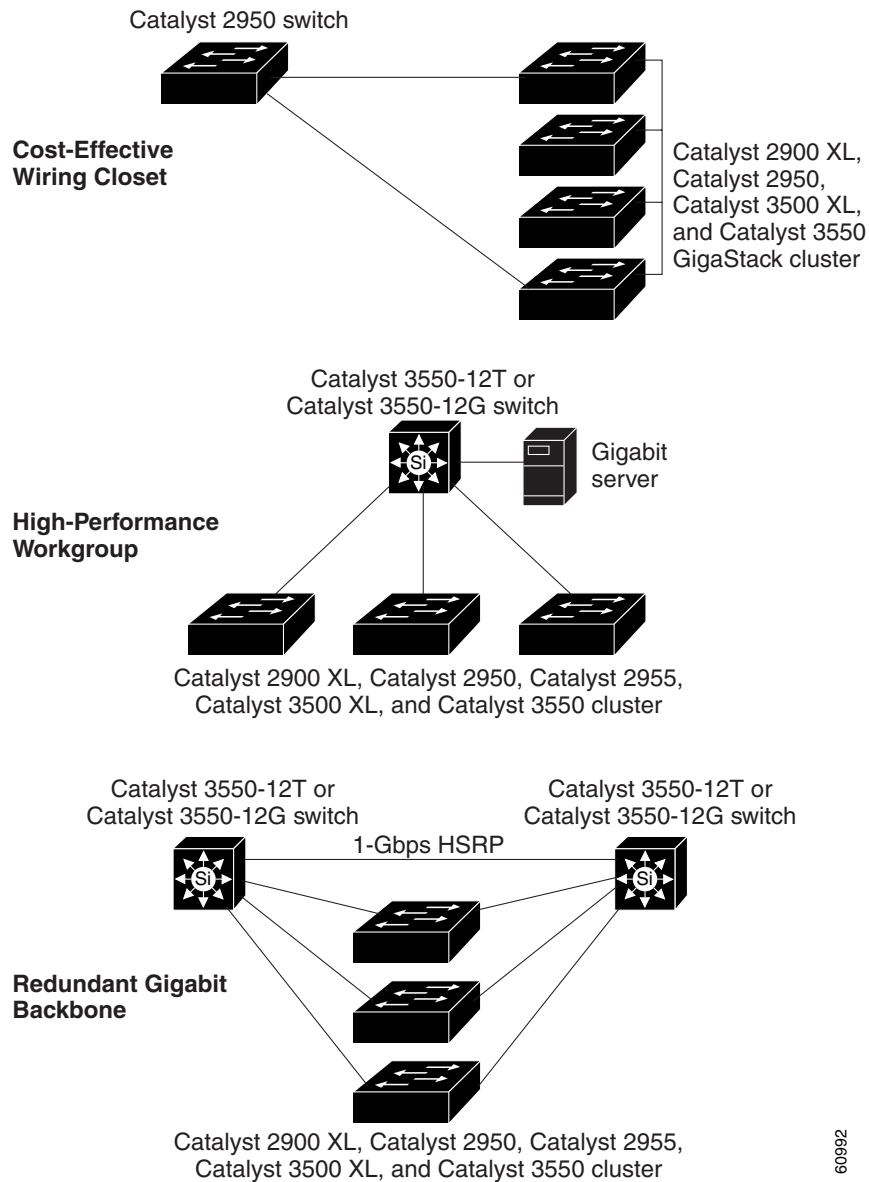 Catalyst 2950 switch
Cost-Effective
Wiring Closet
Catalyst 2900 XL,
Catalyst 2950,
Catalyst 3500 XL,
and Catalyst 3550
GigaStack cluster
Catalyst 3550-12T or
Catalyst 3550-12G switch
Si
Gigabit
server
High-Performance
Workgroup
Catalyst 2900 XL, Catalyst 2950, Catalyst 2955,
Catalyst 3500 XL, and Catalyst 3550 cluster
Catalyst 3550-12T or
Catalyst 3550-12G switch
Catalyst 3550-12T or
Catalyst 3550-12G switch
1-Gbps HSRP
Si
Si
Redundant Gigabit
Backbone
Catalyst 2900 XL, Catalyst 2950, Catalyst 2955,
Catalyst 3500 XL, and Catalyst 3550 cluster
60992